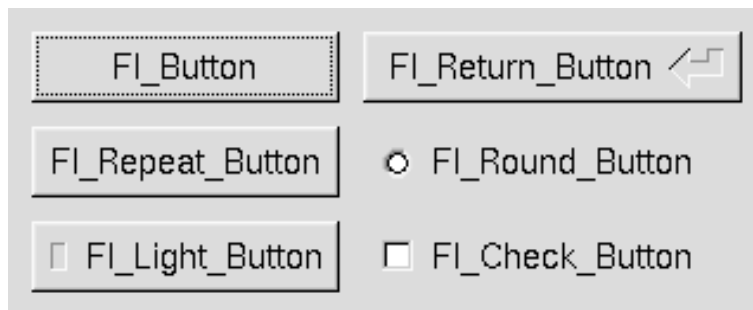 Fl_Button
Fl_Return_Button
Fl_Repeat_Button
Fl_Round_Button
Fl_Light_Button
Fl_Check_Button